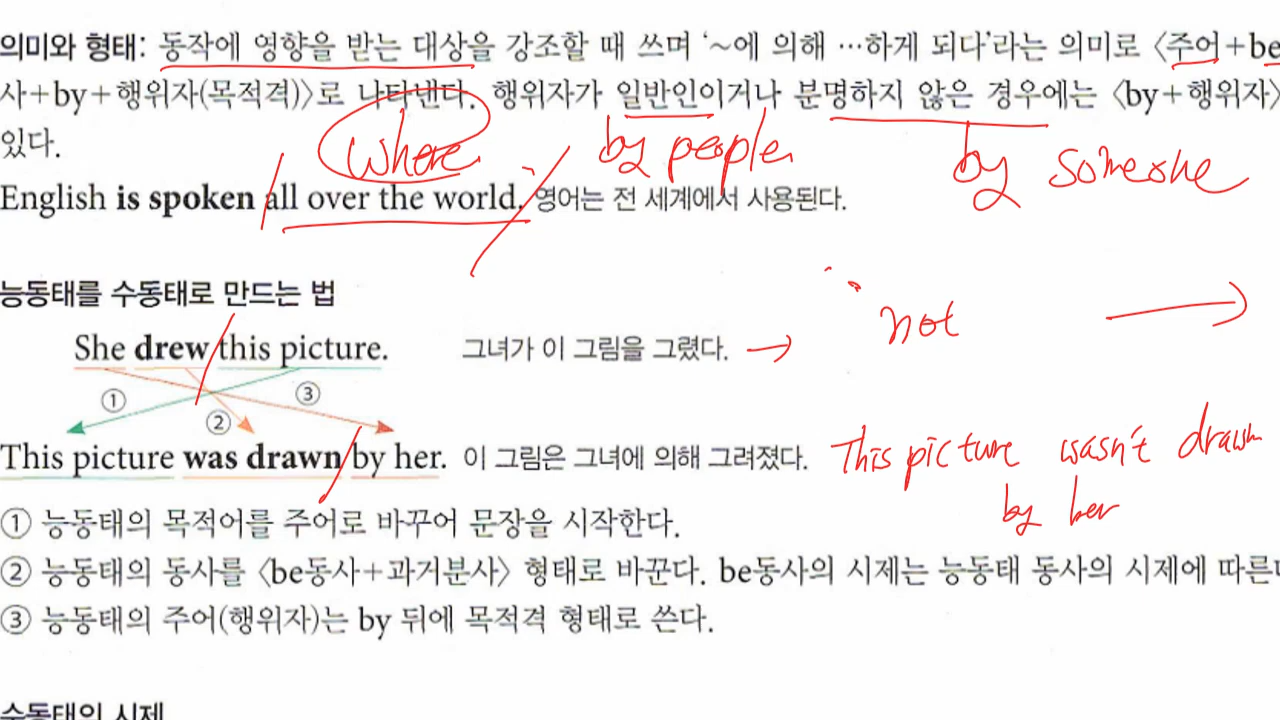 의미와 형태: 동작에 영향을 받는 대상을 강조할 때 쓰며 ‘~에 의해 …하게 되다’라는 의미로 〈주어+be
사+by+행위자(목적격)〉로 나타낸다. 행위자가 일반인이거나 분명하지 않은 경우에는 〈by+행위자〉
있다.
where
by people
by someone
English is spoken all over the world. 영어는 전 세계에서 사용된다.
능동태를 수동태로 만드는 법
not
She drew this picture. 그녀가 이 그림을 그렸다.
① ② ③
This picture was drawn by her. 이 그림은 그녀에 의해 그려졌다.
This picture wasn't drawn
by her
① 능동태의 목적어를 주어로 바꾸어 문장을 시작한다.
② 능동태의 동사를 〈be동사+과거분사〉 형태로 바꾼다. be동사의 시제는 능동태 동사의 시제에 따른
③ 능동태의 주어(행위자)는 by 뒤에 목적격 형태로 쓴다.
수동태의 시제